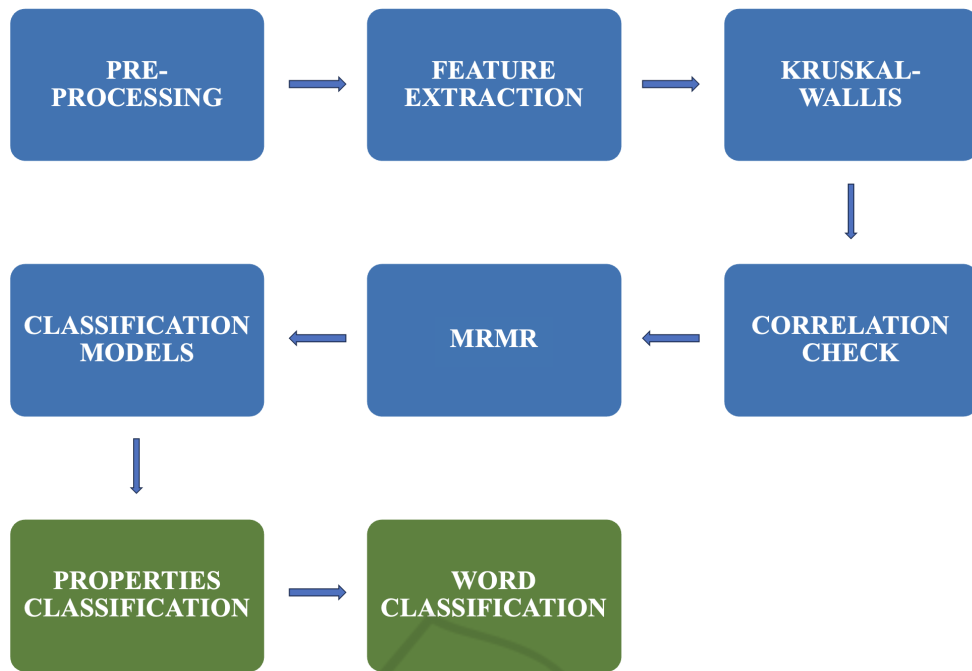 PRE-
PROCESSING
FEATURE
EXTRACTION
KRUSKAL-
WALLIS
CLASSIFICATION
MODELS
MRMR
CORRELATION
CHECK
PROPERTIES
CLASSIFICATION
WORD
CLASSIFICATION